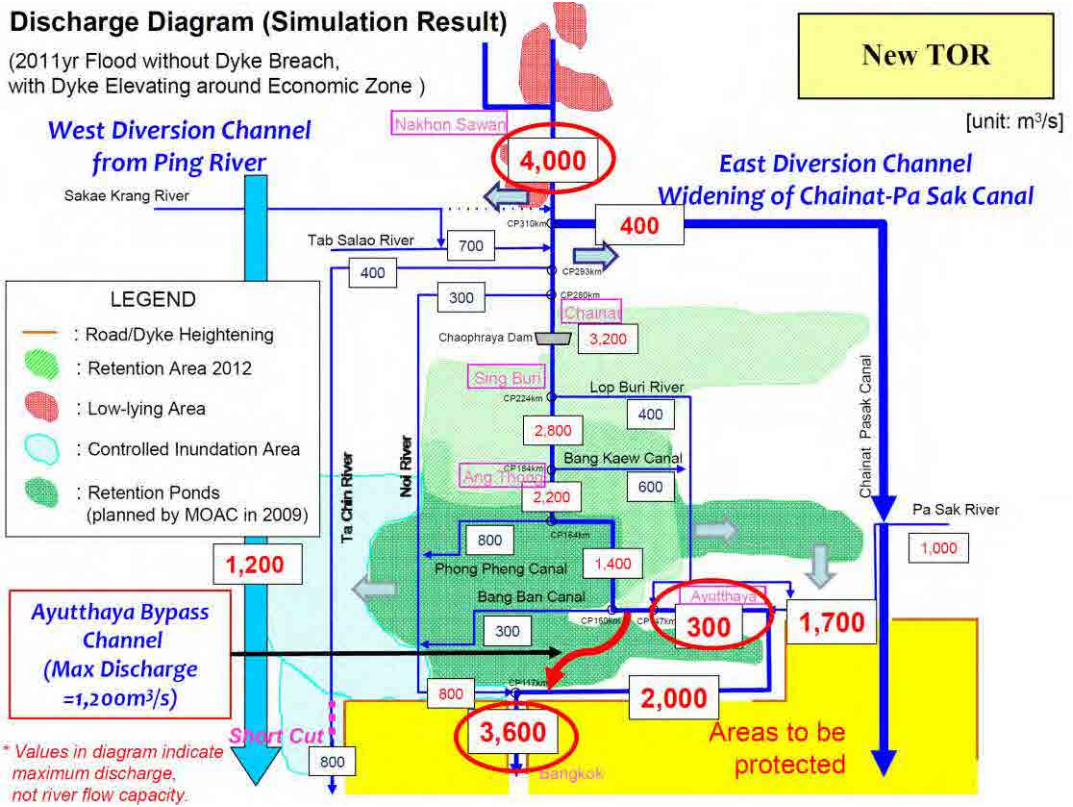 Discharge Diagram (Simulation Result)
(2011yr Flood without Dyke Breach,
with Dyke Elevating around Economic Zone )
New TOR
[unit: m³/s]
West Diversion Channel
from Ping River
Nakhon Sawan
4,000
East Diversion Channel
Widening of Chainat-Pa Sak Canal
Sakae Krang River
CP310km
400
Tab Salao River
700
400
CP293km
300
CP280km
Chainat
Chaophraya Dam
3,200
LEGEND
: Road/Dyke Heightening
: Retention Area 2012
: Low-lying Area
: Controlled Inundation Area
: Retention Ponds
(planned by MOAC in 2009)
Sing Buri
Lop Buri River
CP224km
400
2,800
Bang Kaew Canal
CP184km
Ang Thong
600
2,200
Ta Chin River
Noi River
Chainat Pasak Canal
Pa Sak River
1,000
CP164km
800
Phong Pheng Canal
1,400
1,200
Bang Ban Canal
Ayutthaya
CP150km
CP147km
300
300
1,700
Ayutthaya Bypass
Channel
(Max Discharge
=1,200m³/s)
CP117km
800
2,000
3,600
Short Cut
800
Bangkok
Areas to be
protected
* Values in diagram indicate
maximum discharge,
not river flow capacity.